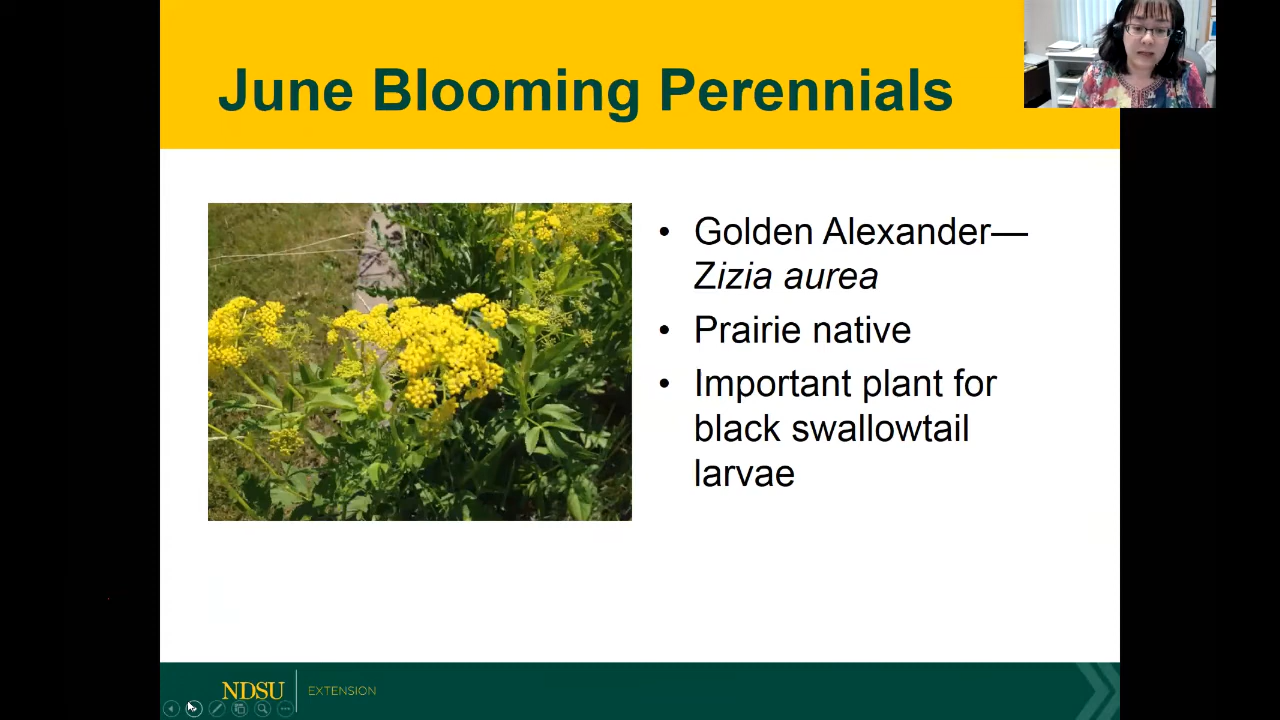 June Blooming Perennials
• Golden Alexander—
Zizia aurea
• Prairie native
• Important plant for
black swallowtail
larvae
NDSU EXTENSION